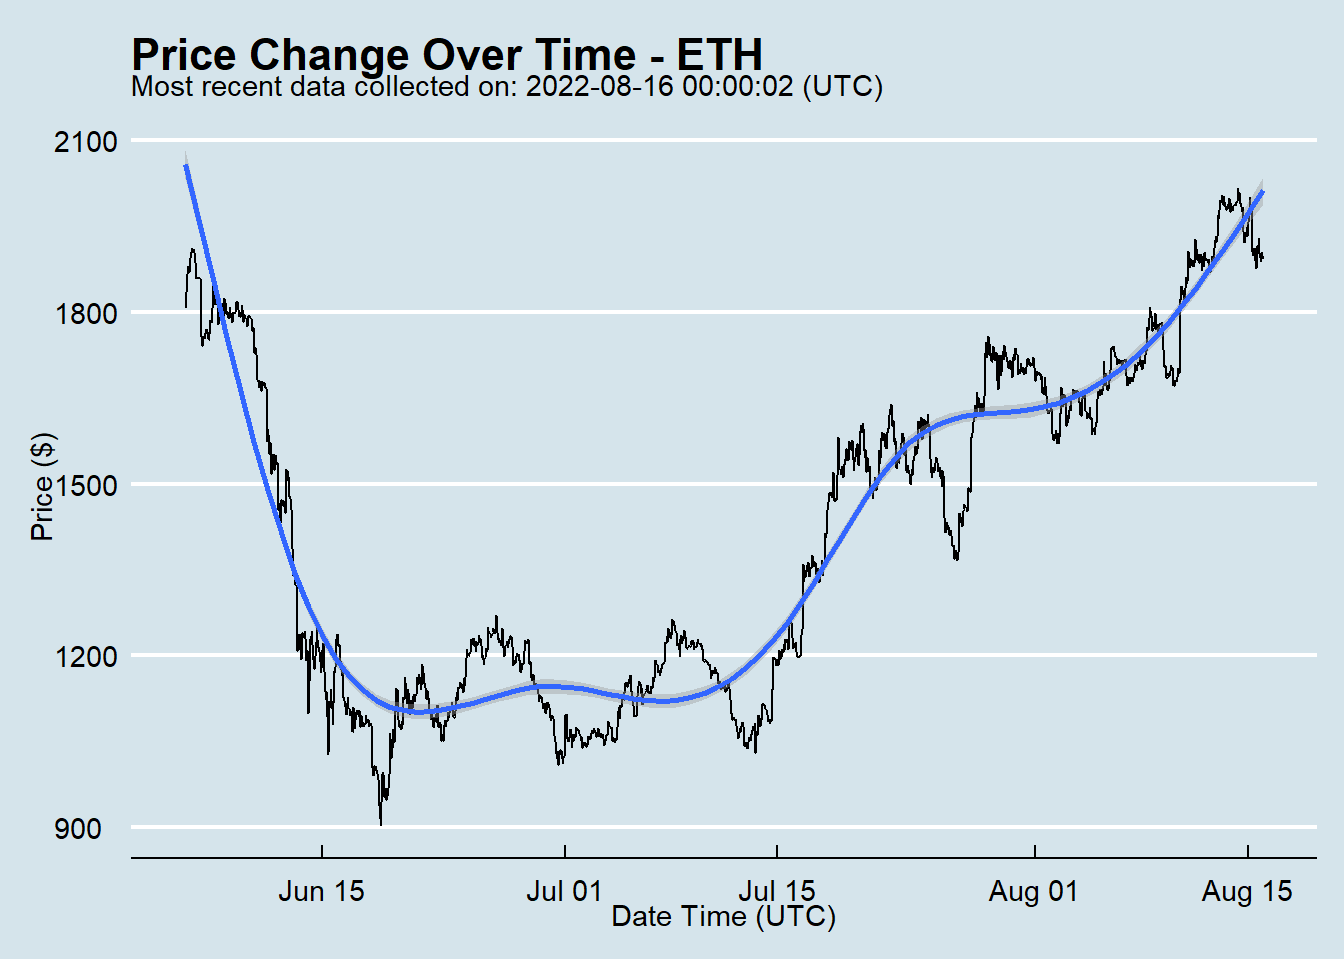 Price Change Over Time - ETH
Most recent data collected on: 2022-08-16 00:00:02 (UTC)
2100
1800
1500
1200
900
Price ($)
Jun 15
Jul 01
Jul 15
Aug 01
Aug 15
Date Time (UTC)